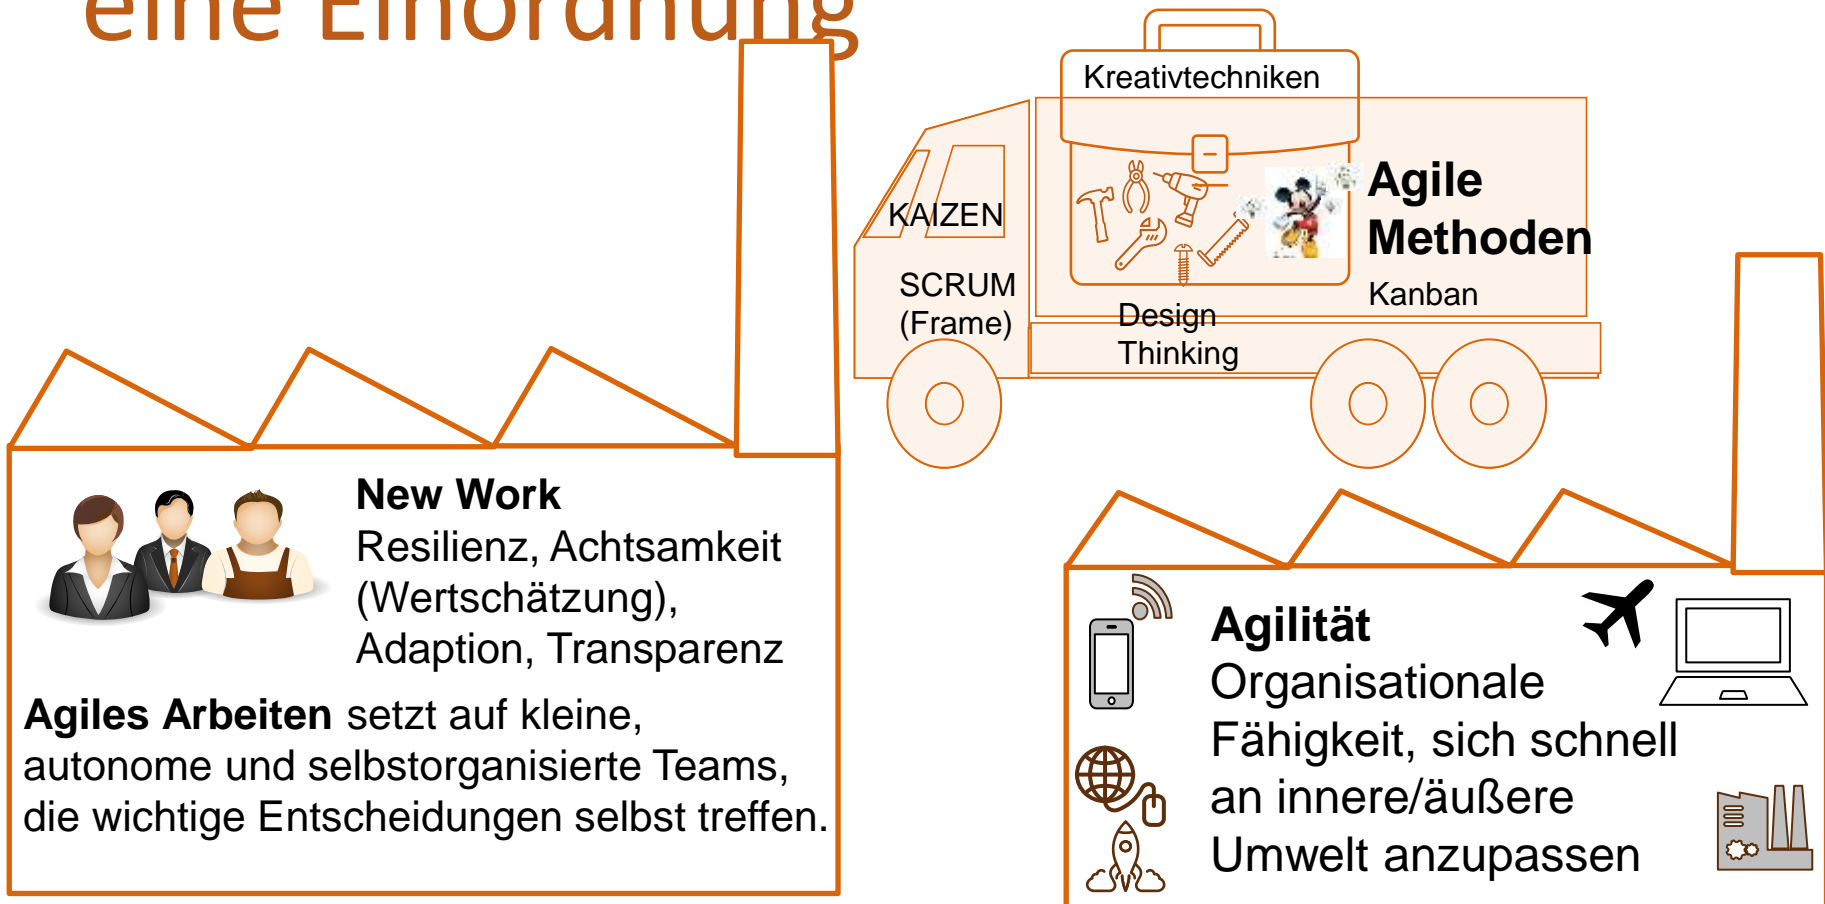 eine Einordnung
Kreativtechniken
KAIZEN
Agile
Methoden
SCRUM
(Frame)
Kanban
Design
Thinking
New Work
Resilienz, Achtsamkeit
(Wertschätzung),
Adaption, Transparenz
Agiles Arbeiten setzt auf kleine,
autonome und selbstorganisierte Teams,
die wichtige Entscheidungen selbst treffen.
Agilität
Organisationale
Fähigkeit, sich schnell
an innere/äußere
Umwelt anzupassen